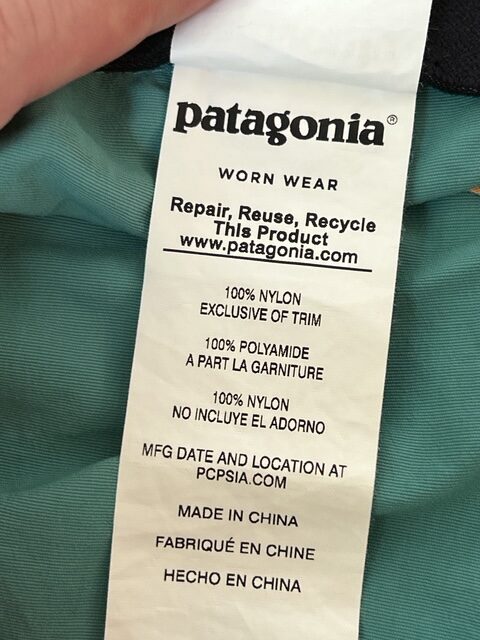 patagonia®
WORN WEAR
Repair, Reuse, Recycle
This Product
www.patagonia.com
100% NYLON
EXCLUSIVE OF TRIM
100% POLYAMIDE
A PART LA GARNITURE
100% NYLON
NO INCLUYE EL ADORNO
MFG DATE AND LOCATION AT
PCPSIA.COM
MADE IN CHINA
FABRIQUÉ EN CHINE
HECHO EN CHINA